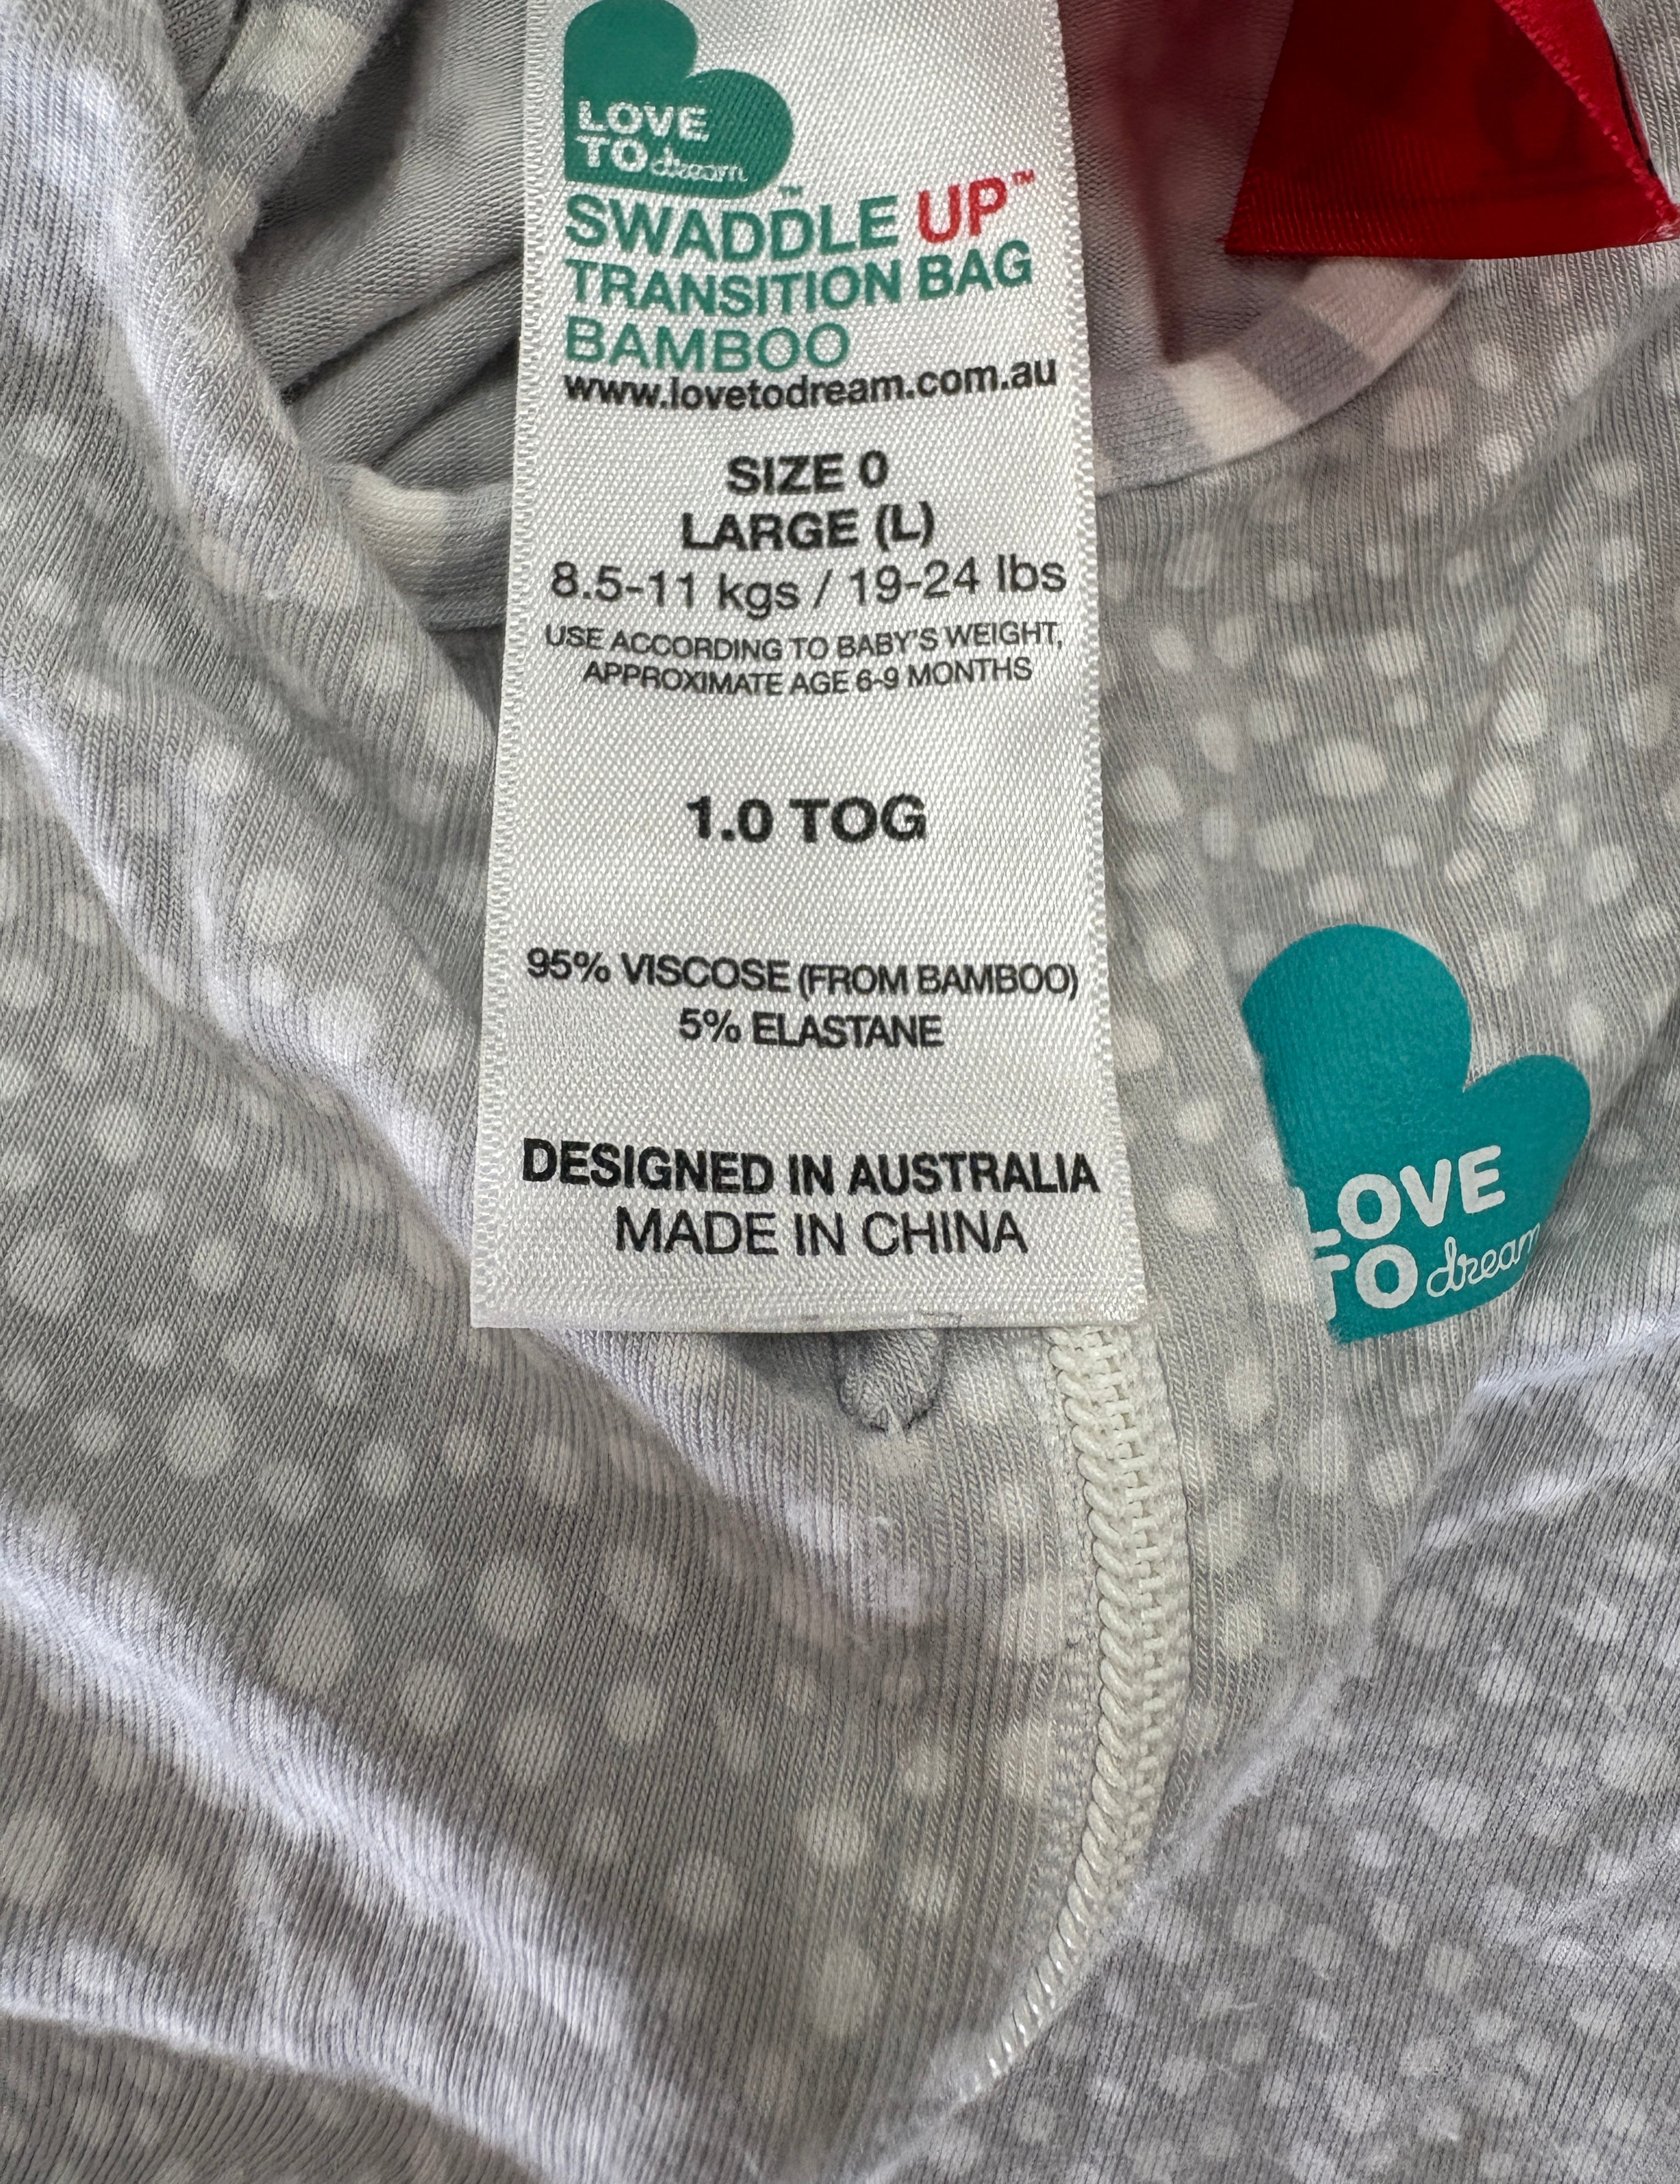 LOVE
TO dream™
SWADDLE UP™
TRANSITION BAG
BAMBOO
www.lovetodream.com.au
SIZE 0
LARGE (L)
8.5-11 kgs / 19-24 lbs
USE ACCORDING TO BABY'S WEIGHT,
APPROXIMATE AGE 6-9 MONTHS
1.0 TOG
95% VISCOSE (FROM BAMBOO)
5% ELASTANE
DESIGNED IN AUSTRALIA
MADE IN CHINA
LOVE
TO dream